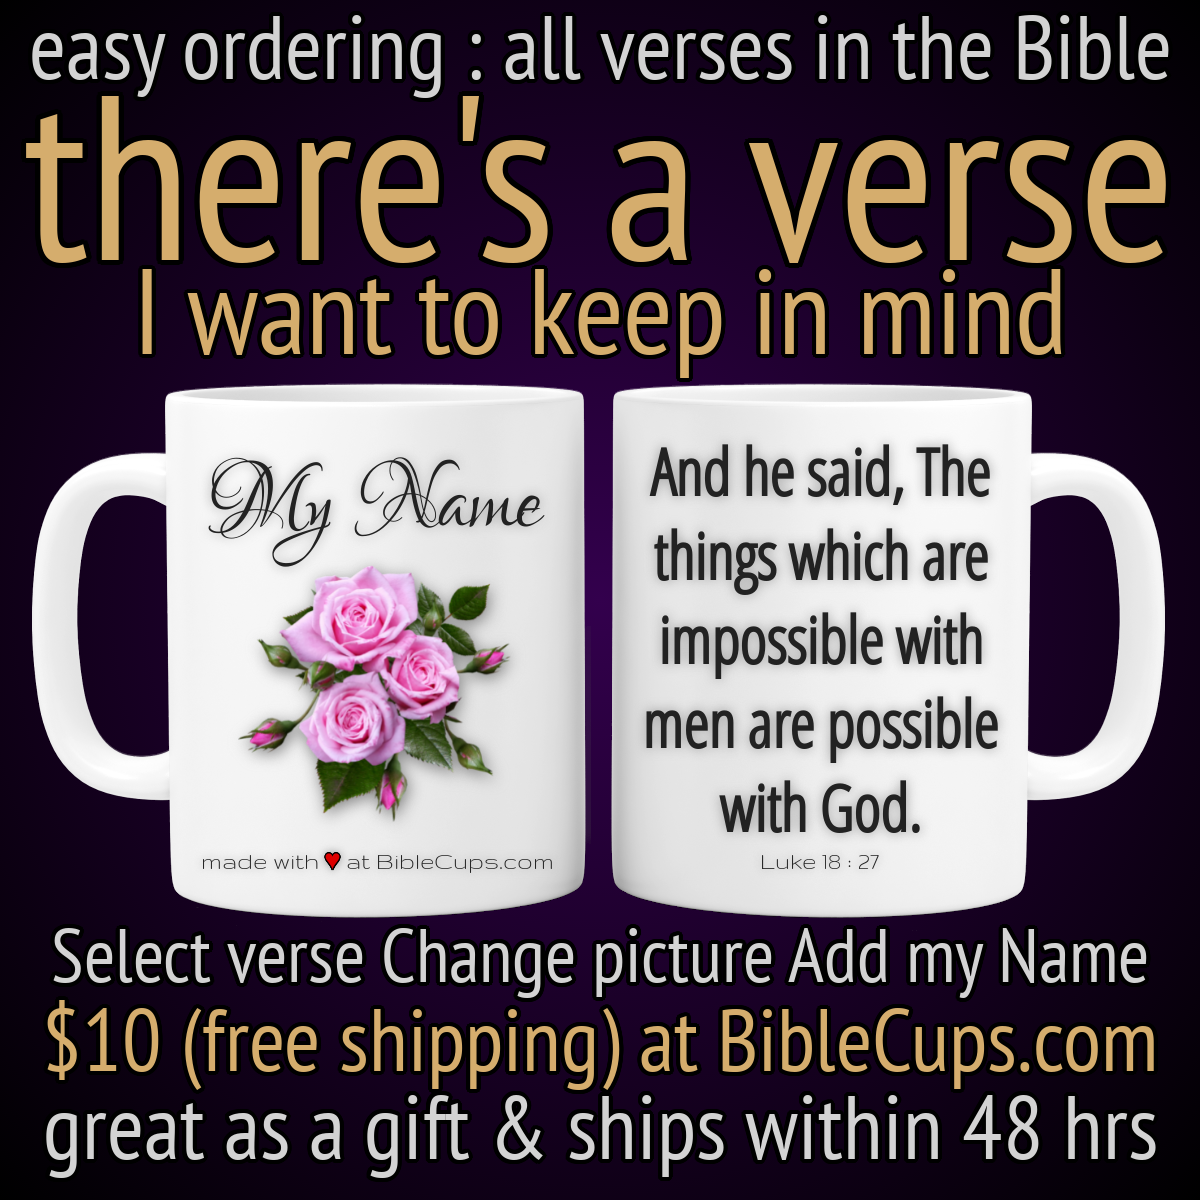 easy ordering : all verses in the Bible
there's a verse
I want to keep in mind
My Name
made with ❤ at BibleCups.com
And he said, The
things which are
impossible with
men are possible
with God.
Luke 18 : 27
Select verse Change picture Add my Name
$10 (free shipping) at BibleCups.com
great as a gift & ships within 48 hrs